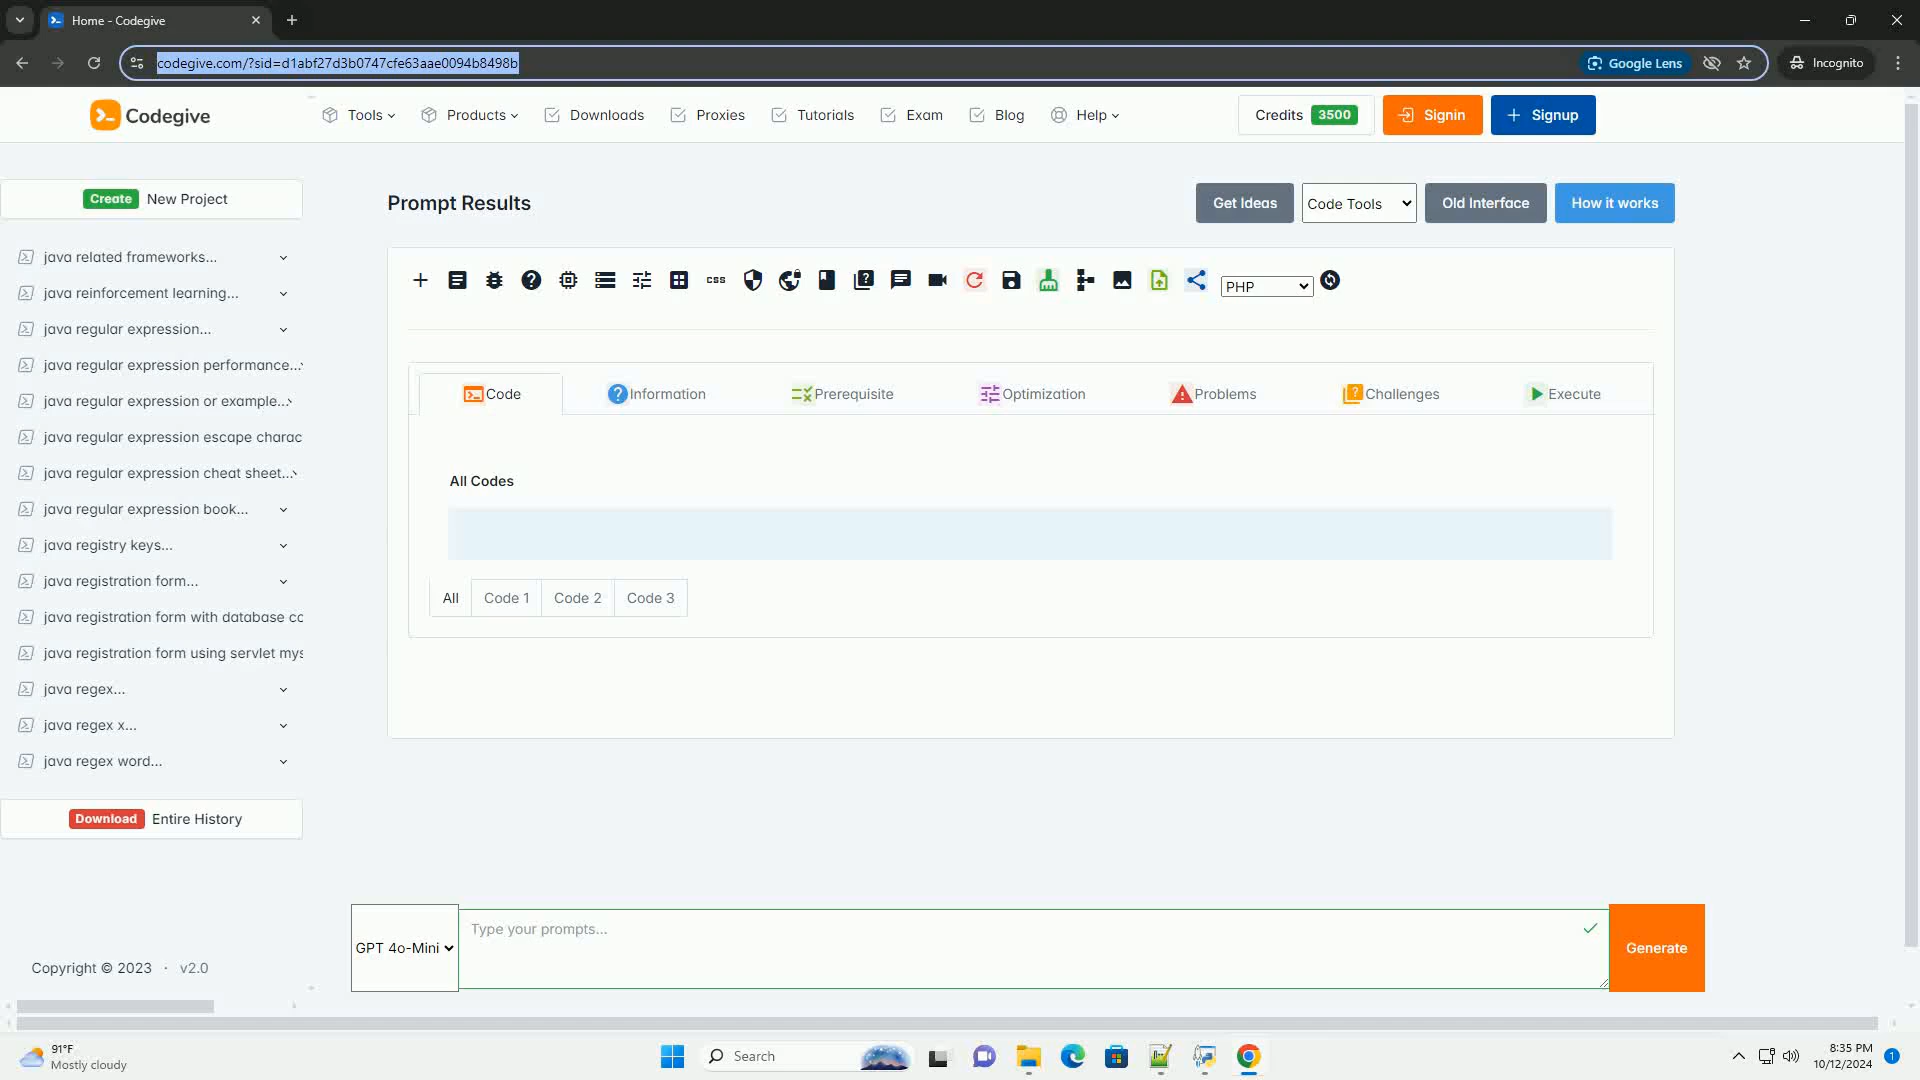 Home - Codegive
codegive.com/?sid=d1abf27d3b0747cfe63aae0094b8498b
Google Lens
Incognito
Codegive
Tools
Products
Downloads
Proxies
Tutorials
Exam
Blog
Help
Credits 3500
Signin
Signup
Create New Project
java related frameworks...
java reinforcement learning...
java regular expression...
java regular expression performance...
java regular expression or example...
java regular expression escape charac
java regular expression cheat sheet...
java regular expression book...
java registry keys...
java registration form...
java registration form with database cc
java registration form using servlet mys
java regex...
java regex x...
java regex word...
Download Entire History
Copyright © 2023 · v2.0
Prompt Results
Get Ideas
Code Tools
Old Interface
How it works
css
PHP
Code
Information
Prerequisite
Optimization
Problems
Challenges
Execute
All Codes
All
Code 1
Code 2
Code 3
GPT 4o-Mini
Type your prompts...
Generate
91°F
Mostly cloudy
Search
8:35 PM
10/12/2024
1